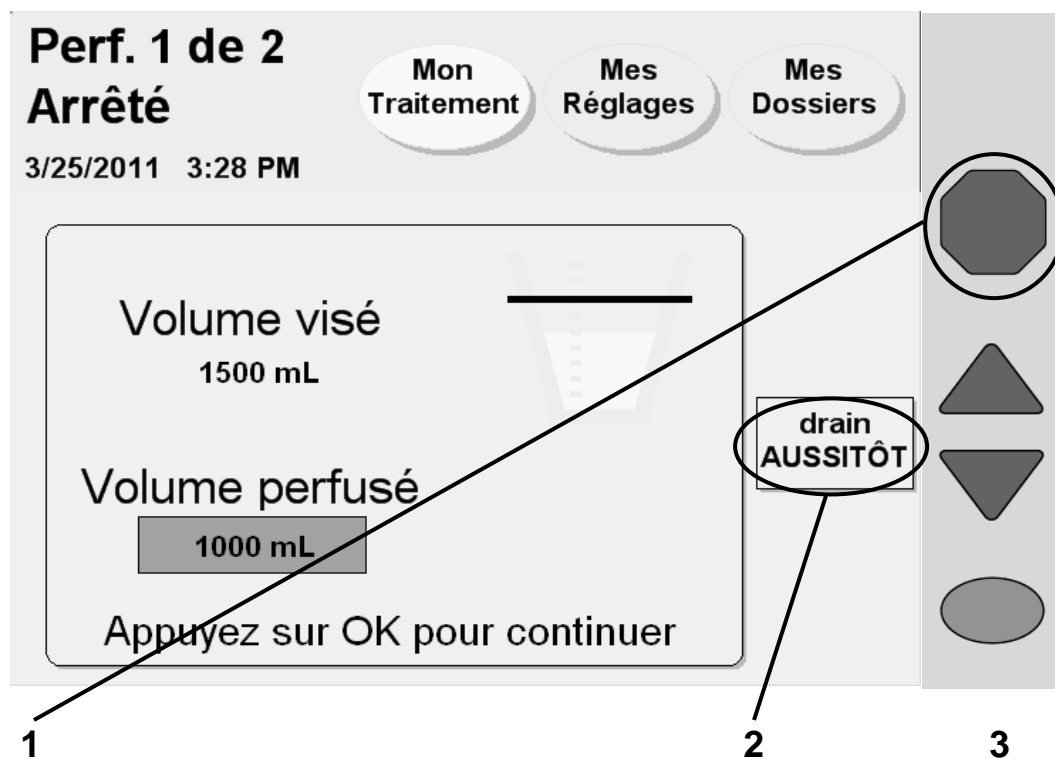 Perf. 1 de 2
Arrêté
3/25/2011 3:28 PM
Mon
Traitement
Mes
Réglages
Mes
Dossiers
Volume visé
1500 mL
drain
AUSSITÔT
Volume perfusé
1000 mL
Appuyez sur OK pour continuer
1
2
3